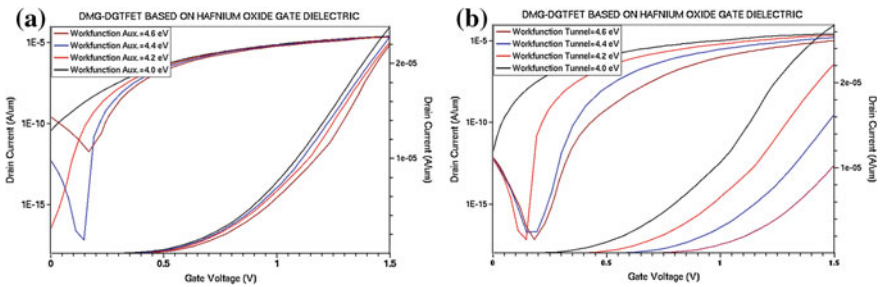 (a)
DMG-DGTFET BASED ON HAFNIUM OXIDE GATE DIELECTRIC
Workfunction Aux.=4.6 eV
Workfunction Aux.=4.4 eV
Workfunction Aux.=4.2 eV
Workfunction Aux.=4.0 eV
1E-5
1E-10
1E-15
Drain Current (A/um)
2e-05
1e-05
Drain Current (A/um)
0.5
1
1.5
Gate Voltage (V)
(b)
DMG-DGTFET BASED ON HAFNIUM OXIDE GATE DIELECTRIC
Workfunction Tunnel=4.6 eV
Workfunction Tunnel=4.4 eV
Workfunction Tunnel=4.2 eV
Workfunction Tunnel=4.0 eV
1E-5
1E-10
1E-15
Drain Current (A/um)
2e-05
1e-05
Drain Current (A/um)
0
0.5
1
1.5
Gate Voltage (V)